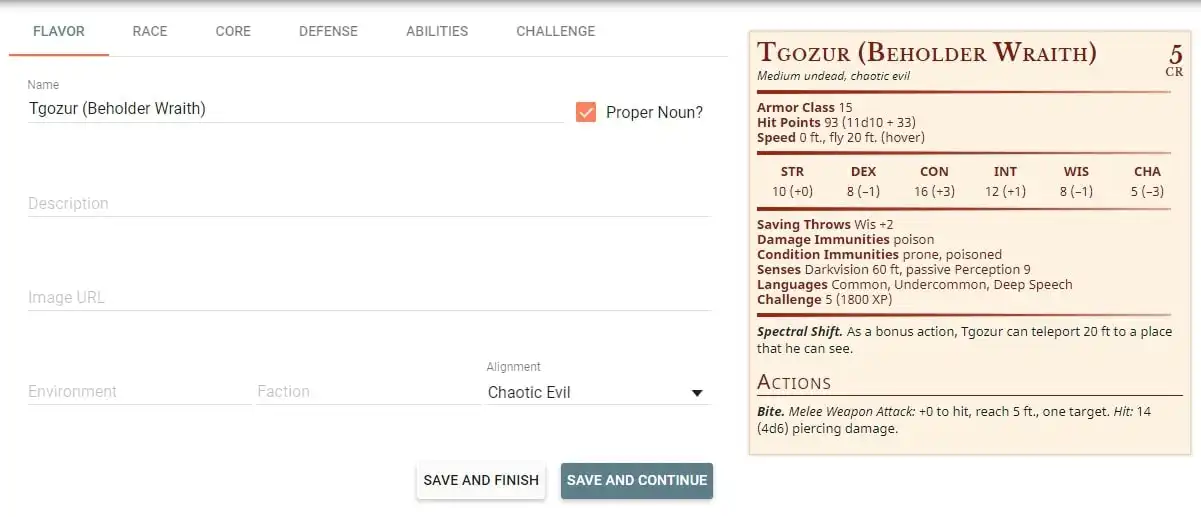 FLAVOR RACE CORE DEFENSE ABILITIES CHALLENGE
Name
Tgozur (Beholder Wraith)
Proper Noun?
Description
Image URL
Environment
Faction
Alignment
Chaotic Evil
SAVE AND FINISH
SAVE AND CONTINUE
Tgozur (Beholder Wraith)
5
CR
Medium undead, chaotic evil
Armor Class 15
Hit Points 93 (11d10 + 33)
Speed 0 ft., fly 20 ft. (hover)
STR DEX CON INT WIS CHA
10 (+0) 8 (–1) 16 (+3) 12 (+1) 8 (–1) 5 (–3)
Saving Throws Wis +2
Damage Immunities poison
Condition Immunities prone, poisoned
Senses Darkvision 60 ft, passive Perception 9
Languages Common, Undercommon, Deep Speech
Challenge 5 (1800 XP)
Spectral Shift. As a bonus action, Tgozur can teleport 20 ft to a place
that he can see.
Actions
Bite. Melee Weapon Attack: +0 to hit, reach 5 ft., one target. Hit: 14
(4d6) piercing damage.